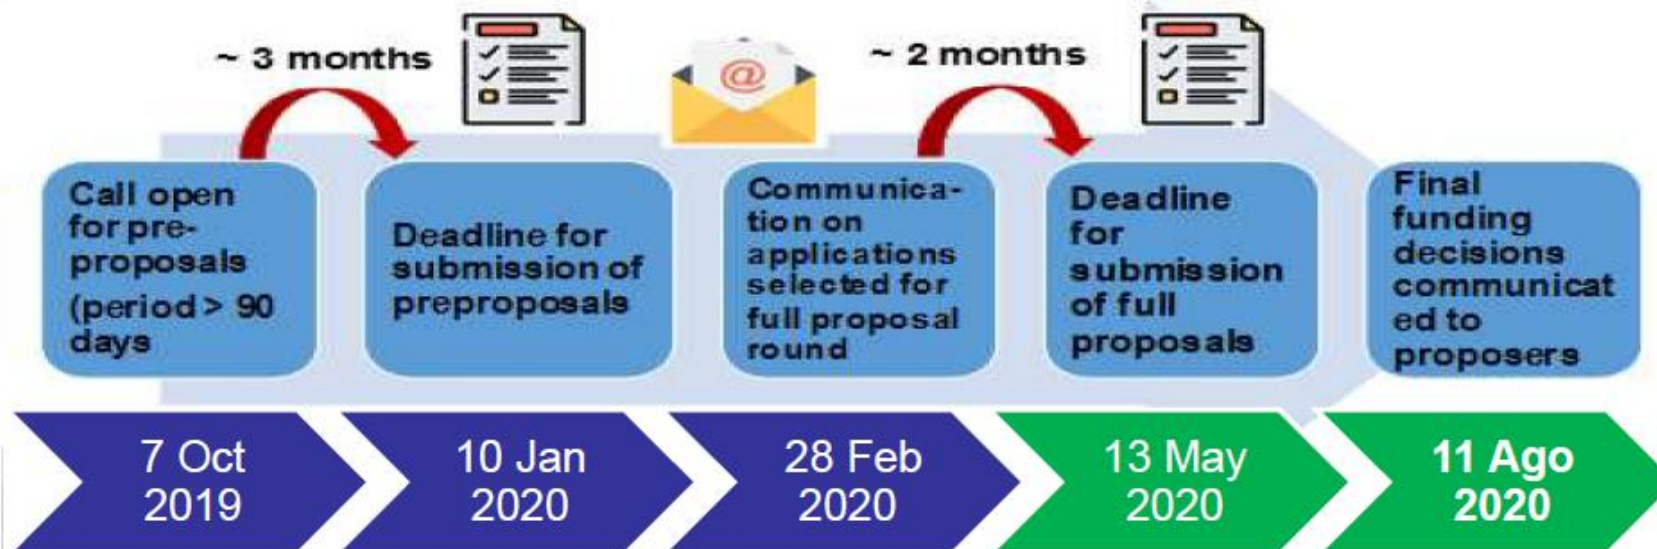 ~ 3 months
~ 2 months
@
Call open
for pre-
proposals
(period > 90
days
Deadline for
submission of
preproposals
Communica-
tion on
applications
selected for
full proposal
round
Deadline
for
submission
of full
proposals
Final
funding
decisions
communicat
ed to
proposers
7 Oct
2019
10 Jan
2020
28 Feb
2020
13 May
2020
11 Ago
2020